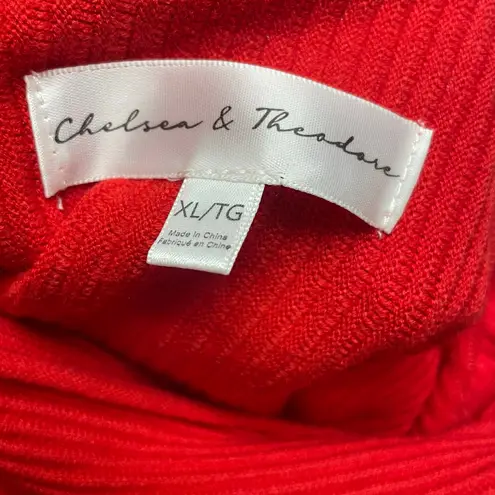 Chelsea & Theodore
XL/TG
Made in China
Fabriqué en Chine